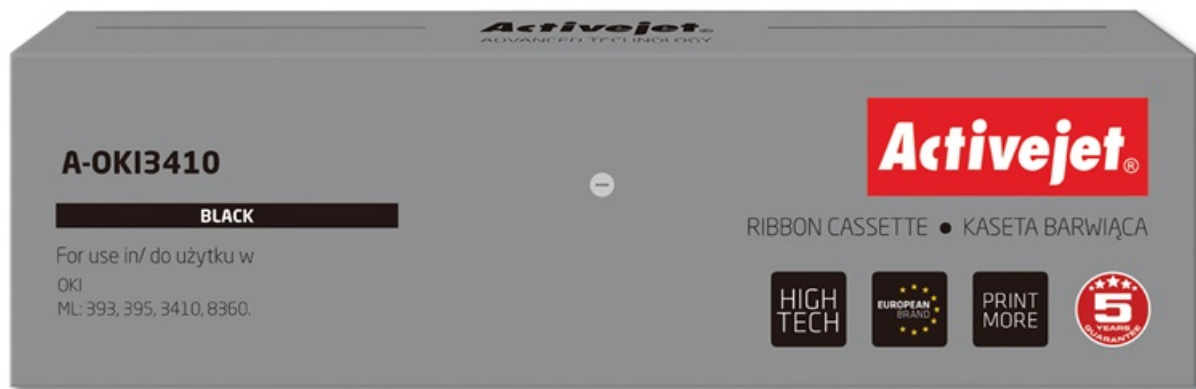 Activejet®
ADVANCED TECHNOLOGY
A-OKI3410
BLACK
For use in/ do użytku w
OKI
ML: 393, 395, 3410, 8360.
Activejet®
RIBBON CASSETTE ● KASETA BARWIĄCA
HIGH
TECH
EUROPEAN
BRAND
PRINT
MORE
5
YEARS
GUARANTEE